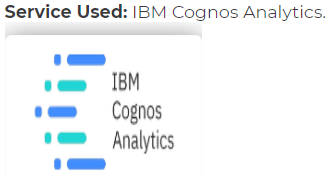 Service Used: IBM Cognos Analytics.
IBM
Cognos
Analytics